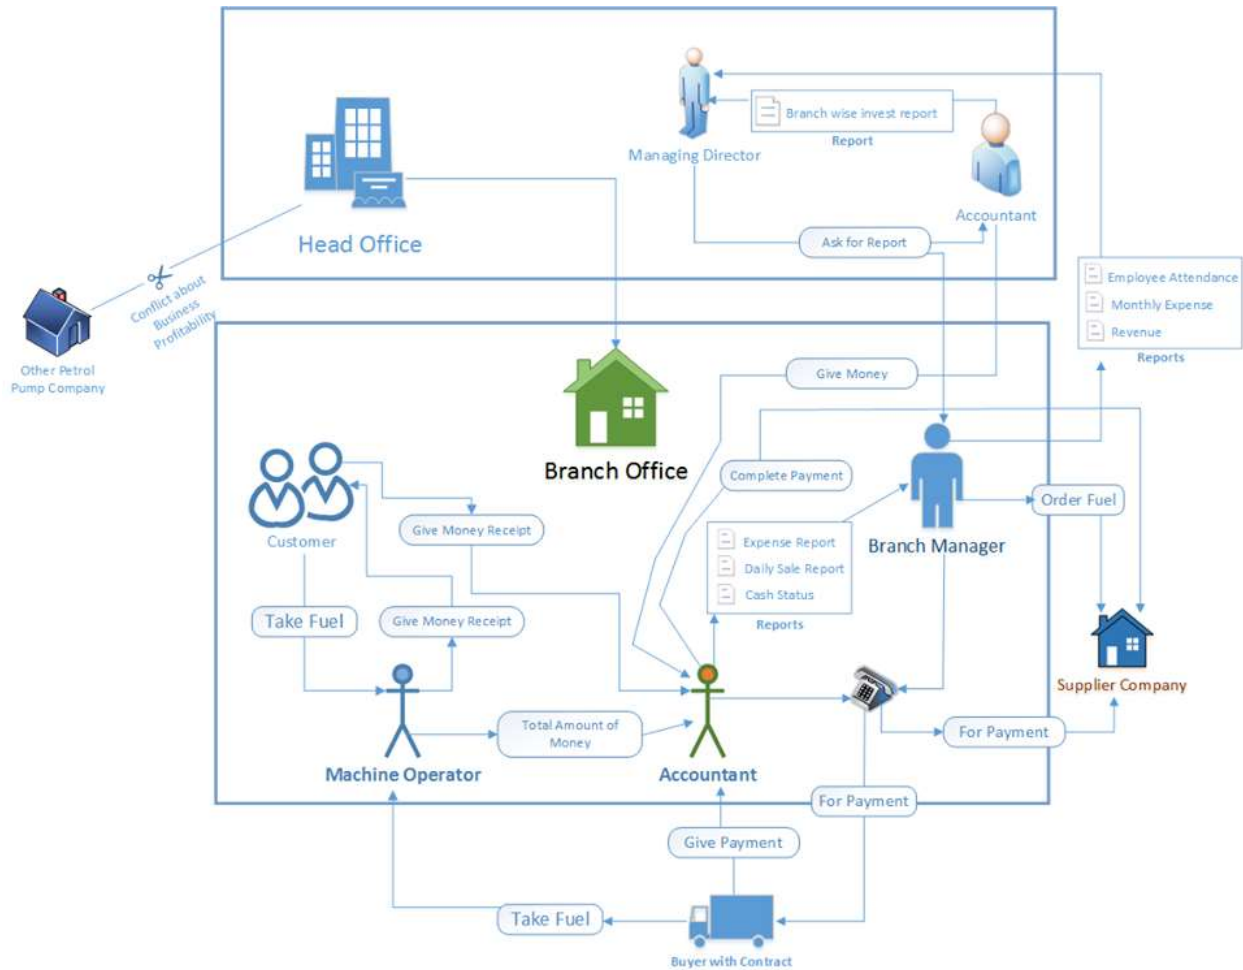 Branch wise invest report
Report
Managing Director
Accountant
Head Office
Ask for Report
Conflict about
Business
Profitability
Other Petrol
Pump Company
Employee Attendance
Monthly Expense
Revenue
Reports
Give Money
Branch Office
Complete Payment
Order Fuel
Branch Manager
Customer
Give Money Receipt
Expense Report
Daily Sale Report
Cash Status
Reports
Take Fuel
Give Money Receipt
Supplier Company
Total Amount of
Money
For Payment
Machine Operator
Accountant
For Payment
Give Payment
Take Fuel
Buyer with Contract